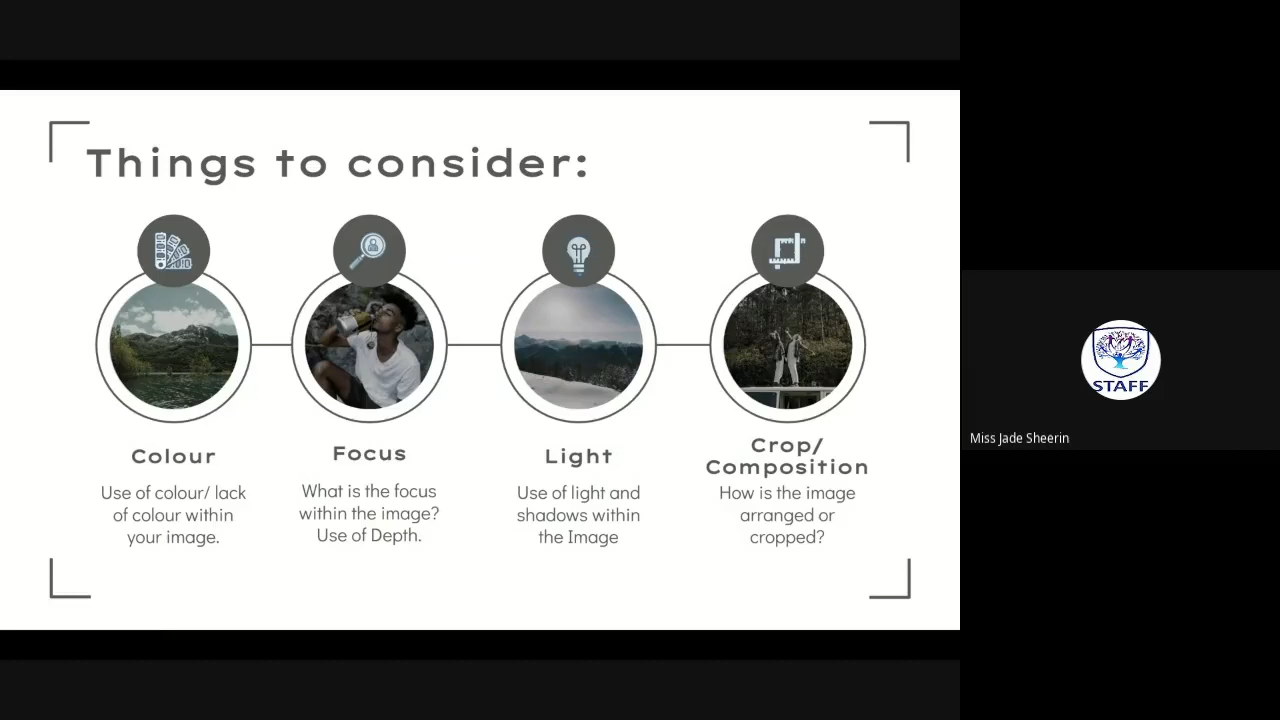 Things to consider:
Colour
Use of colour/ lack
of colour within
your image.
Focus
What is the focus
within the image?
Use of Depth.
Light
Use of light and
shadows within
the Image
Crop/
Composition
How is the image
arranged or
cropped?
STAFF
Miss Jade Sheerin